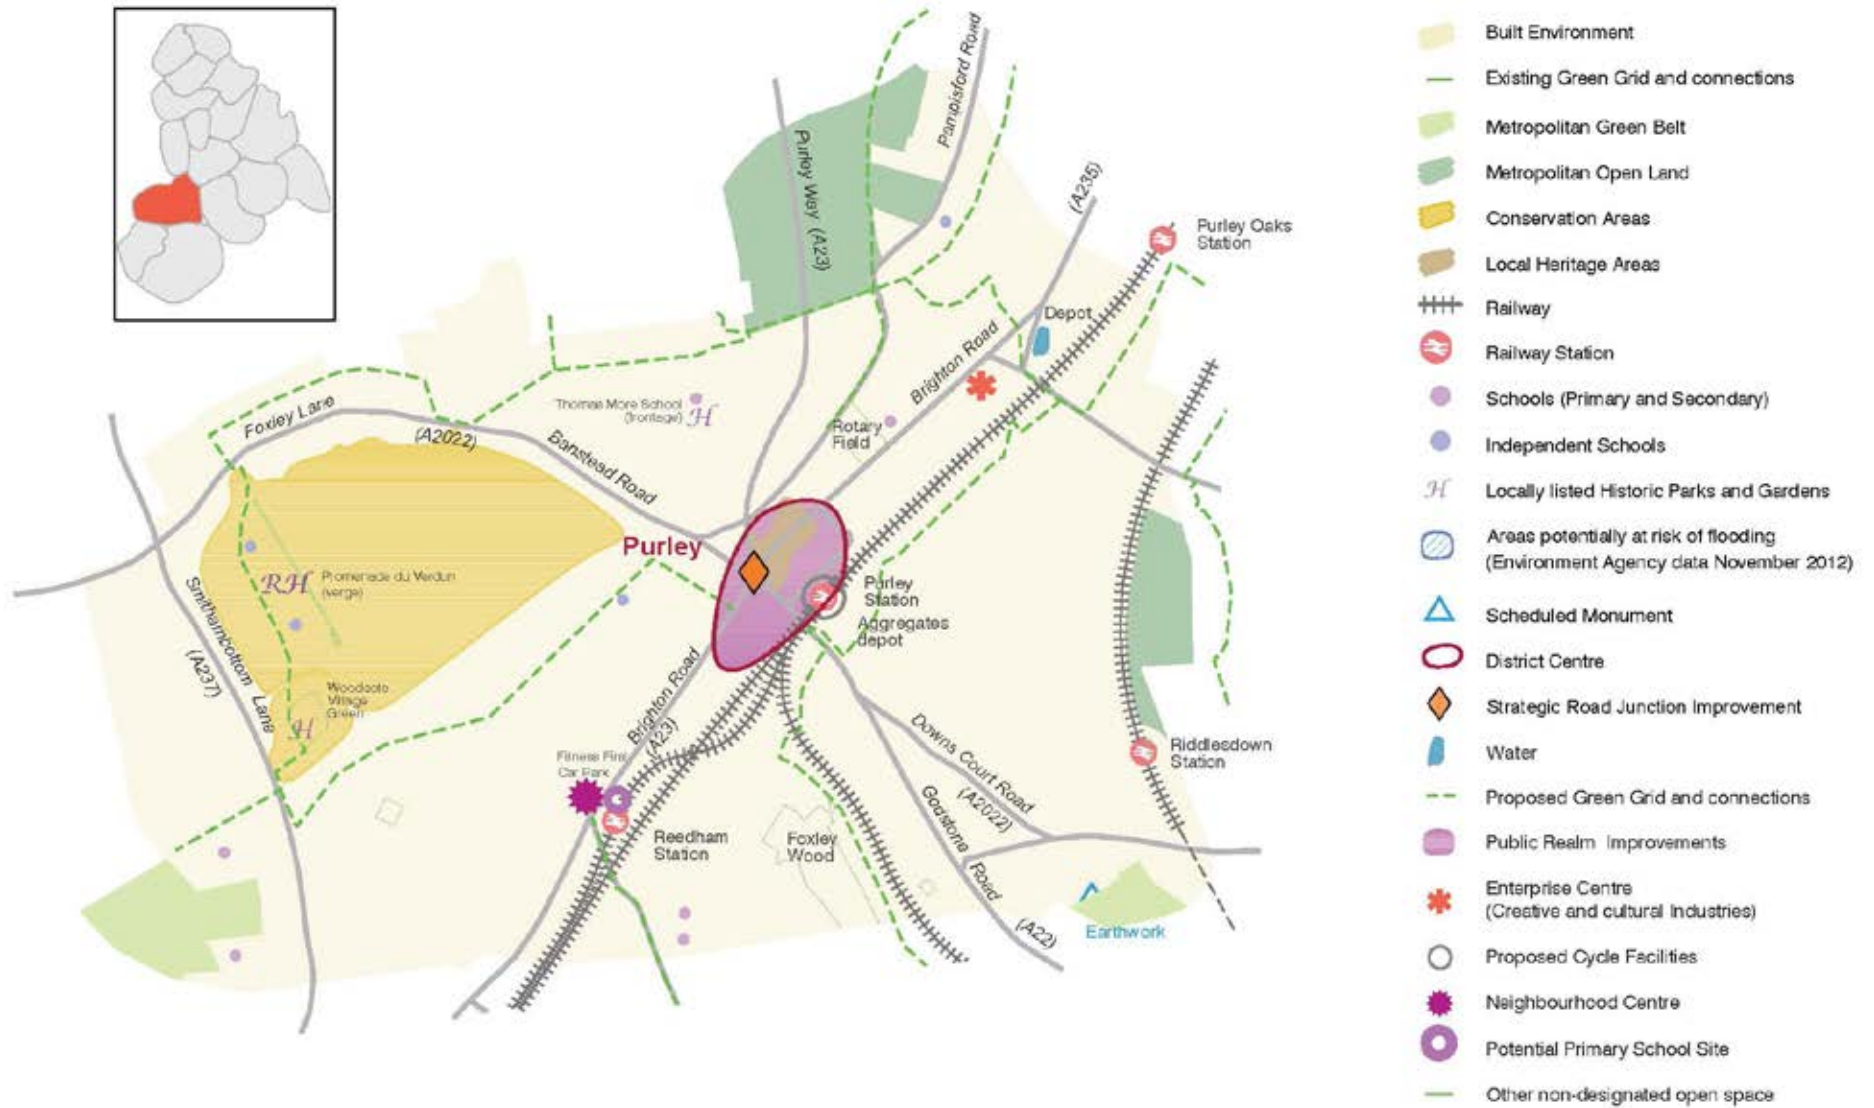 Pampisford Road
Purley Way (A23)
(A235)
Purley Oaks
Station
Depot
Brighton Road
Foxley Lane
(A2022)
Thomas More School
(frontage)
H
Rotary
Field
Banstead Road
Purley
RH
Promenade du Verdun
(verge)
Purley
Station
Aggregates
depot
Smithambottom Lane
(A237)
Woodcote
Village
Green
H
Brighton Road
(A23)
Fitness First
Car Park
Downs Court Road
(A2022)
Riddlesdown
Station
Reedham
Station
Foxley
Wood
Godstone Road
(A22)
Earthwork
Built Environment
Existing Green Grid and connections
Metropolitan Green Belt
Metropolitan Open Land
Conservation Areas
Local Heritage Areas
Railway
Railway Station
Schools (Primary and Secondary)
Independent Schools
H Locally listed Historic Parks and Gardens
Areas potentially at risk of flooding
(Environment Agency data November 2012)
Scheduled Monument
District Centre
Strategic Road Junction Improvement
Water
Proposed Green Grid and connections
Public Realm Improvements
Enterprise Centre
(Creative and cultural Industries)
Proposed Cycle Facilities
Neighbourhood Centre
Potential Primary School Site
Other non-designated open space